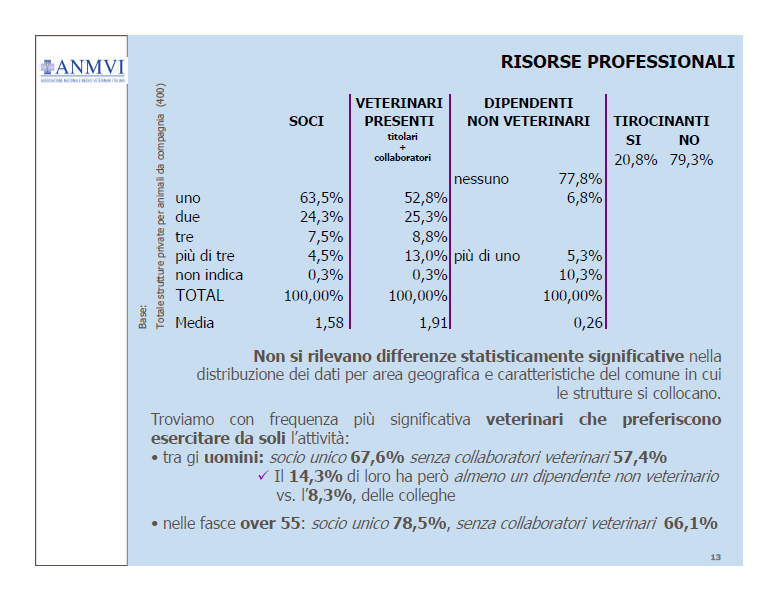 RISORSE PROFESSIONALI
ANMVI
ASSOCIAZIONE NAZIONALE MEDICI VETERINARI ITALIANI
Base:
Totale strutture private per animali da compagnia (400)
SOCI
VETERINARI PRESENTI
titolari
+
collaboratori
DIPENDENTI NON VETERINARI
TIROCINANTI
SI NO
20,8% 79,3%
nessuno 77,8%
uno 63,5% 52,8% 6,8%
due 24,3% 25,3%
tre 7,5% 8,8%
più di tre 4,5% 13,0% più di uno 5,3%
non indica 0,3% 0,3% 10,3%
TOTAL 100,00% 100,00% 100,00%
Media 1,58 1,91 0,26
Non si rilevano differenze statisticamente significative nella
distribuzione dei dati per area geografica e caratteristiche del comune in cui
le strutture si collocano.
Troviamo con frequenza più significativa veterinari che preferiscono
esercitare da soli l'attività:
• tra gi uomini: socio unico 67,6% senza collaboratori veterinari 57,4%
✓ Il 14,3% di loro ha però almeno un dipendente non veterinario
vs. l'8,3%, delle colleghe
• nelle fasce over 55: socio unico 78,5%, senza collaboratori veterinari 66,1%
13